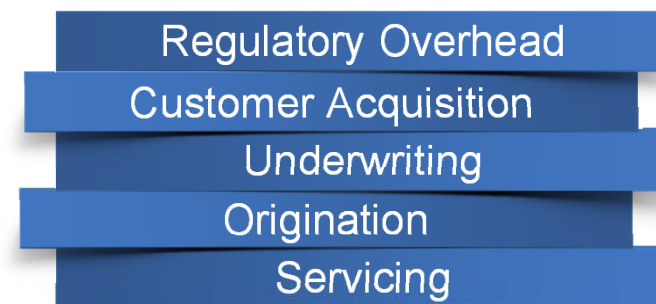 Regulatory Overhead
Customer Acquisition
Underwriting
Origination
Servicing